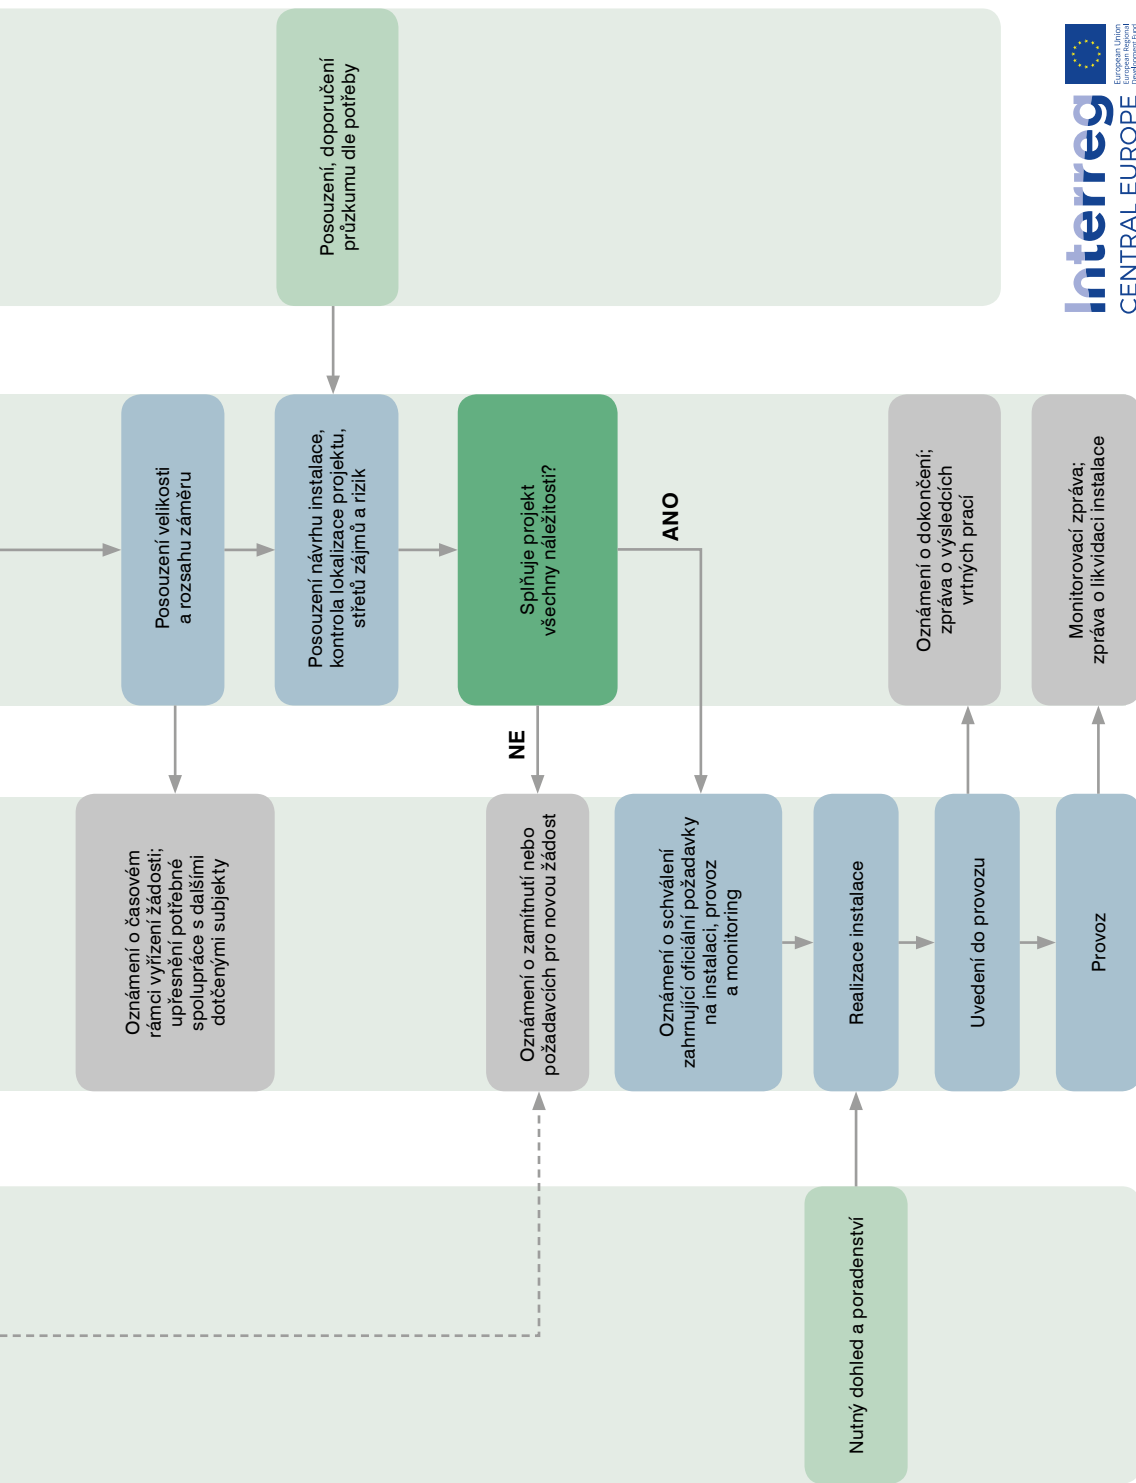 Posouzení, doporučení
průzkumu dle potřeby
Posouzení velikosti
a rozsahu záměru
Posouzení návrhu instalace,
kontrola lokalizace projektu,
střetů zájmů a rizik
Splňuje projekt
všechny náležitosti?
ANO
NE
Oznámení o dokončení;
zpráva o výsledcích
vrtných prací
Monitorovací zpráva;
zpráva o likvidaci instalace
Oznámení o časovém
rámci vyřízení žádosti;
upřesnění potřebné
spolupráce s dalšími
dotčenými subjekty
Oznámení o zamítnutí nebo
požadavcích pro novou žádost
Oznámení o schválení
zahrnující oficiální požadavky
na instalaci, provoz
a monitoring
Realizace instalace
Uvedení do provozu
Provoz
Nutný dohled a poradenství
Interreg
CENTRAL EUROPE
European Union
European Regional
Development Fund